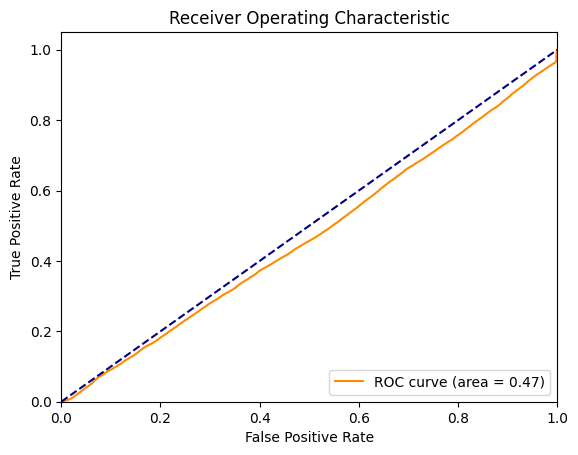 Receiver Operating Characteristic
True Positive Rate
1.0
0.8
0.6
0.4
0.2
0.0
ROC curve (area = 0.47)
0.0 0.2 0.4 0.6 0.8 1.0
False Positive Rate